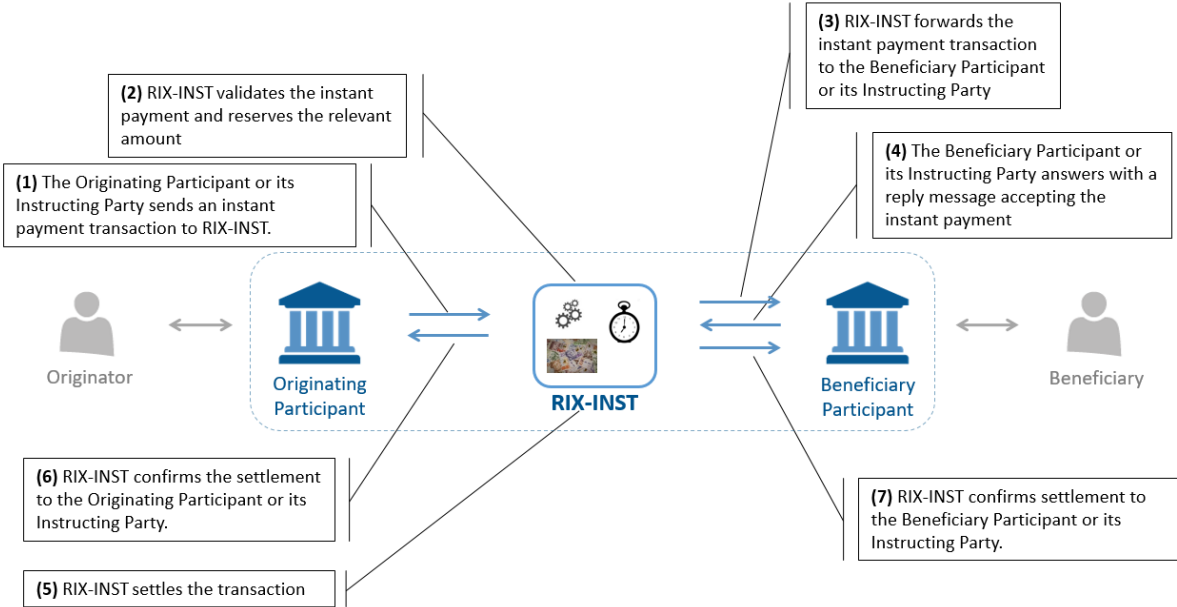 (3) RIX-INST forwards the
instant payment transaction
to the Beneficiary Participant
or its Instructing Party
(2) RIX-INST validates the instant
payment and reserves the relevant
amount
(4) The Beneficiary Participant or
its Instructing Party answers with a
reply message accepting the
instant payment
(1) The Originating Participant or its
Instructing Party sends an instant
payment transaction to RIX-INST.
Originator
Originating
Participant
RIX-INST
Beneficiary
Participant
Beneficiary
(6) RIX-INST confirms the settlement
to the Originating Participant or its
Instructing Party.
(7) RIX-INST confirms settlement to
the Beneficiary Participant or its
Instructing Party.
(5) RIX-INST settles the transaction